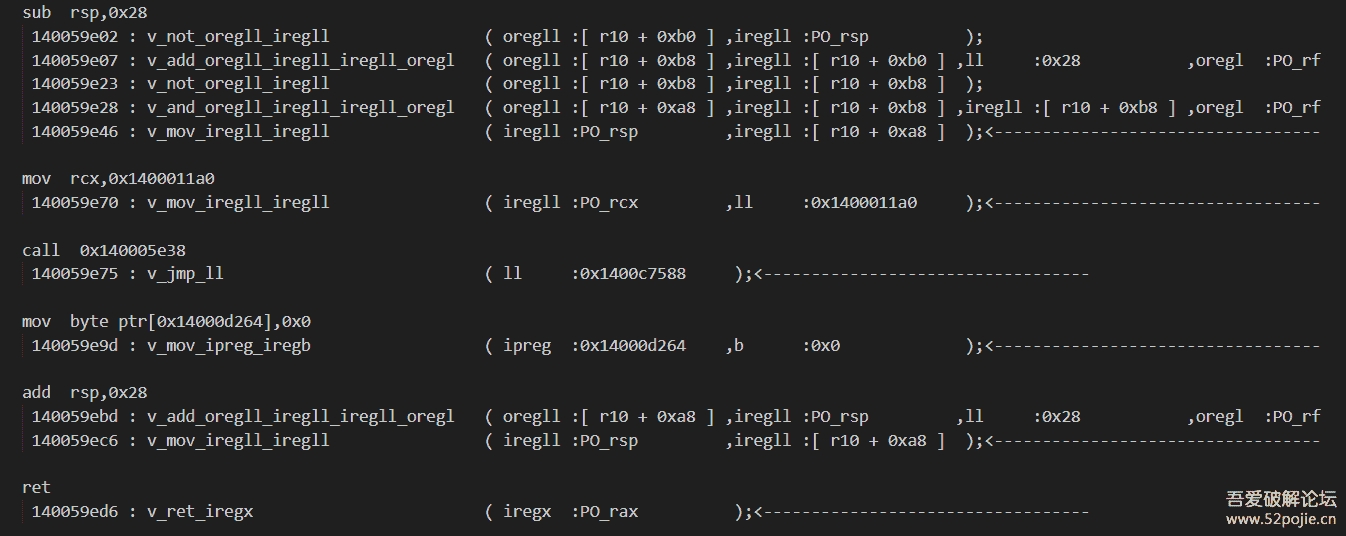 sub  rsp,0x28
140059e02 : v_not_oregll_iregll ( oregll :[ r10 + 0xb0 ] ,iregll :PO_rsp );
140059e07 : v_add_oregll_iregll_iregll_oregl ( oregll :[ r10 + 0xb8 ] ,iregll :[ r10 + 0xb0 ] ,ll :0x28 ,oregl :PO_rf
140059e23 : v_not_oregll_iregll ( oregll :[ r10 + 0xb8 ] ,iregll :[ r10 + 0xb8 ] );
140059e28 : v_and_oregll_iregll_iregll_oregl ( oregll :[ r10 + 0xa8 ] ,iregll :[ r10 + 0xb8 ] ,iregll :[ r10 + 0xb8 ] ,oregl :PO_rf
140059e46 : v_mov_iregll_iregll ( iregll :PO_rsp ,iregll :[ r10 + 0xa8 ] );<---------------------------------
mov  rcx,0x1400011a0
140059e70 : v_mov_iregll_iregll ( iregll :PO_rcx ,ll :0x1400011a0 );<---------------------------------
call  0x140005e38
140059e75 : v_jmp_ll ( ll :0x1400c7588 );<---------------------------------
mov  byte ptr[0x14000d264],0x0
140059e9d : v_mov_ipreg_iregb ( ipreg :0x14000d264 ,b :0x0 );<---------------------------------
add  rsp,0x28
140059ebd : v_add_oregll_iregll_iregll_oregl ( oregll :[ r10 + 0xa8 ] ,iregll :PO_rsp ,ll :0x28 ,oregl :PO_rf
140059ec6 : v_mov_iregll_iregll ( iregll :PO_rsp ,iregll :[ r10 + 0xa8 ] );<---------------------------------
ret
140059ed6 : v_ret_iregx ( iregx :PO_rax );<---------------------------------
吾爱破解论坛
www.52pojie.cn